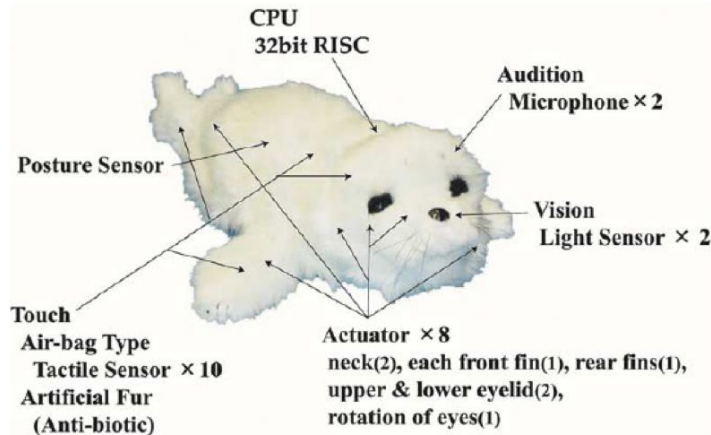 CPU
32bit RISC
Audition
Microphone × 2
Posture Sensor
Vision
Light Sensor × 2
Touch
Air-bag Type
Tactile Sensor × 10
Artificial Fur
(Anti-biotic)
Actuator × 8
neck(2), each front fin(1), rear fins(1),
upper & lower eyelid(2),
rotation of eyes(1)